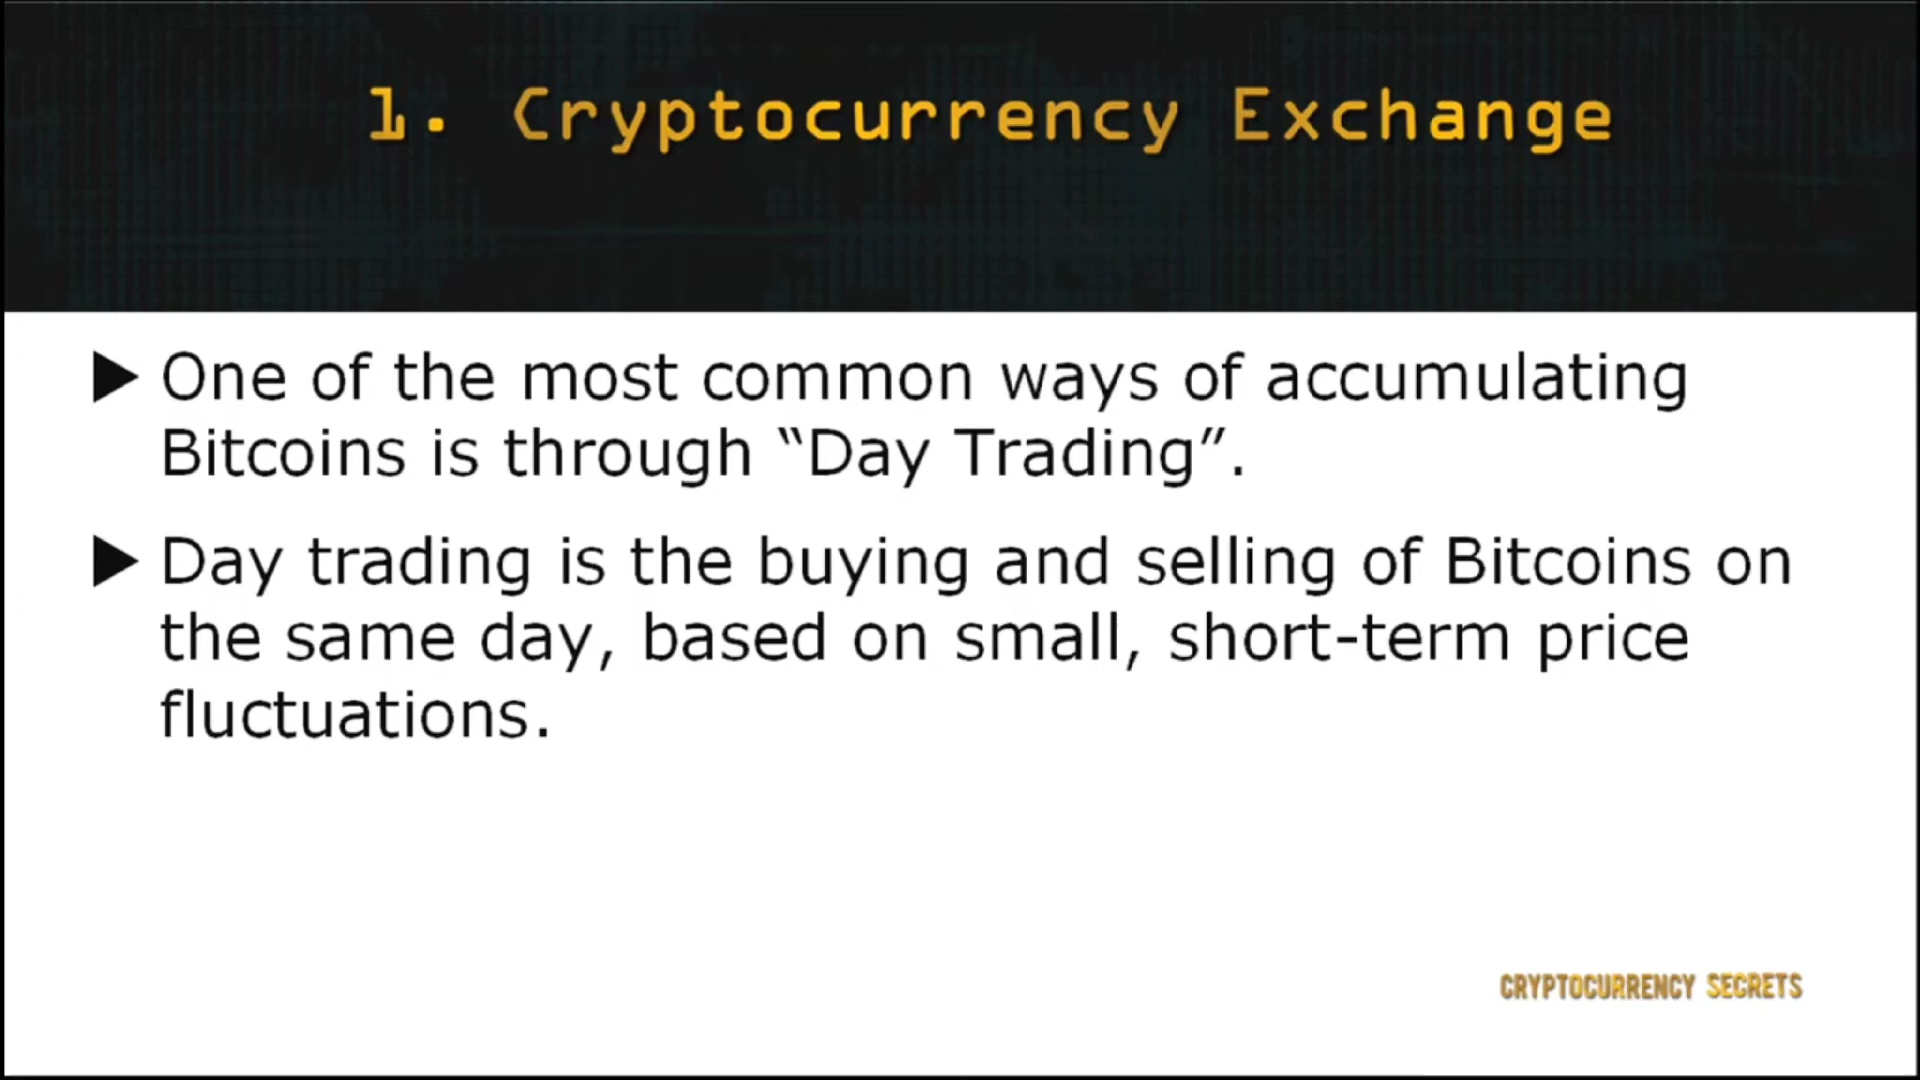 1. Cryptocurrency Exchange
▶ One of the most common ways of accumulating
Bitcoins is through “Day Trading”.
▶ Day trading is the buying and selling of Bitcoins on
the same day, based on small, short-term price
fluctuations.
CRYPTOCURRENCY SECRETS